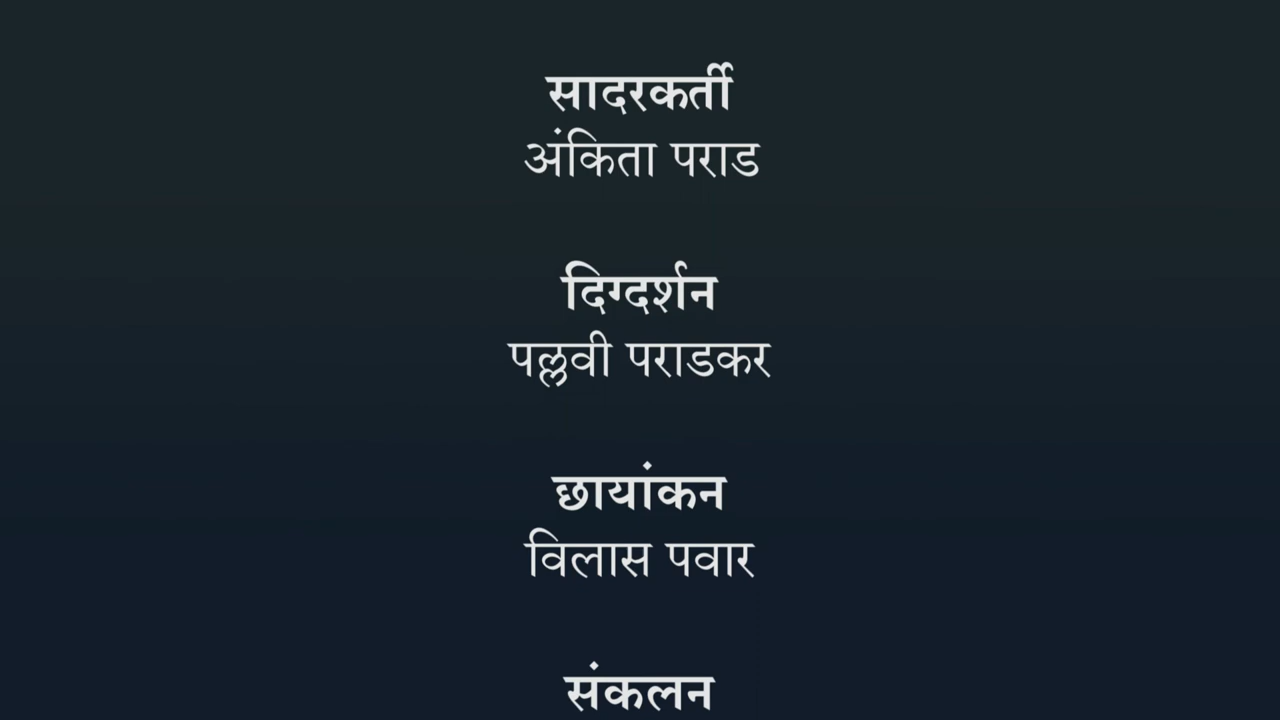 सादरकर्ती
अंकिता पराड
दिग्दर्शन
पल्लवी पराडकर
छायांकन
विलास पवार
संकलन